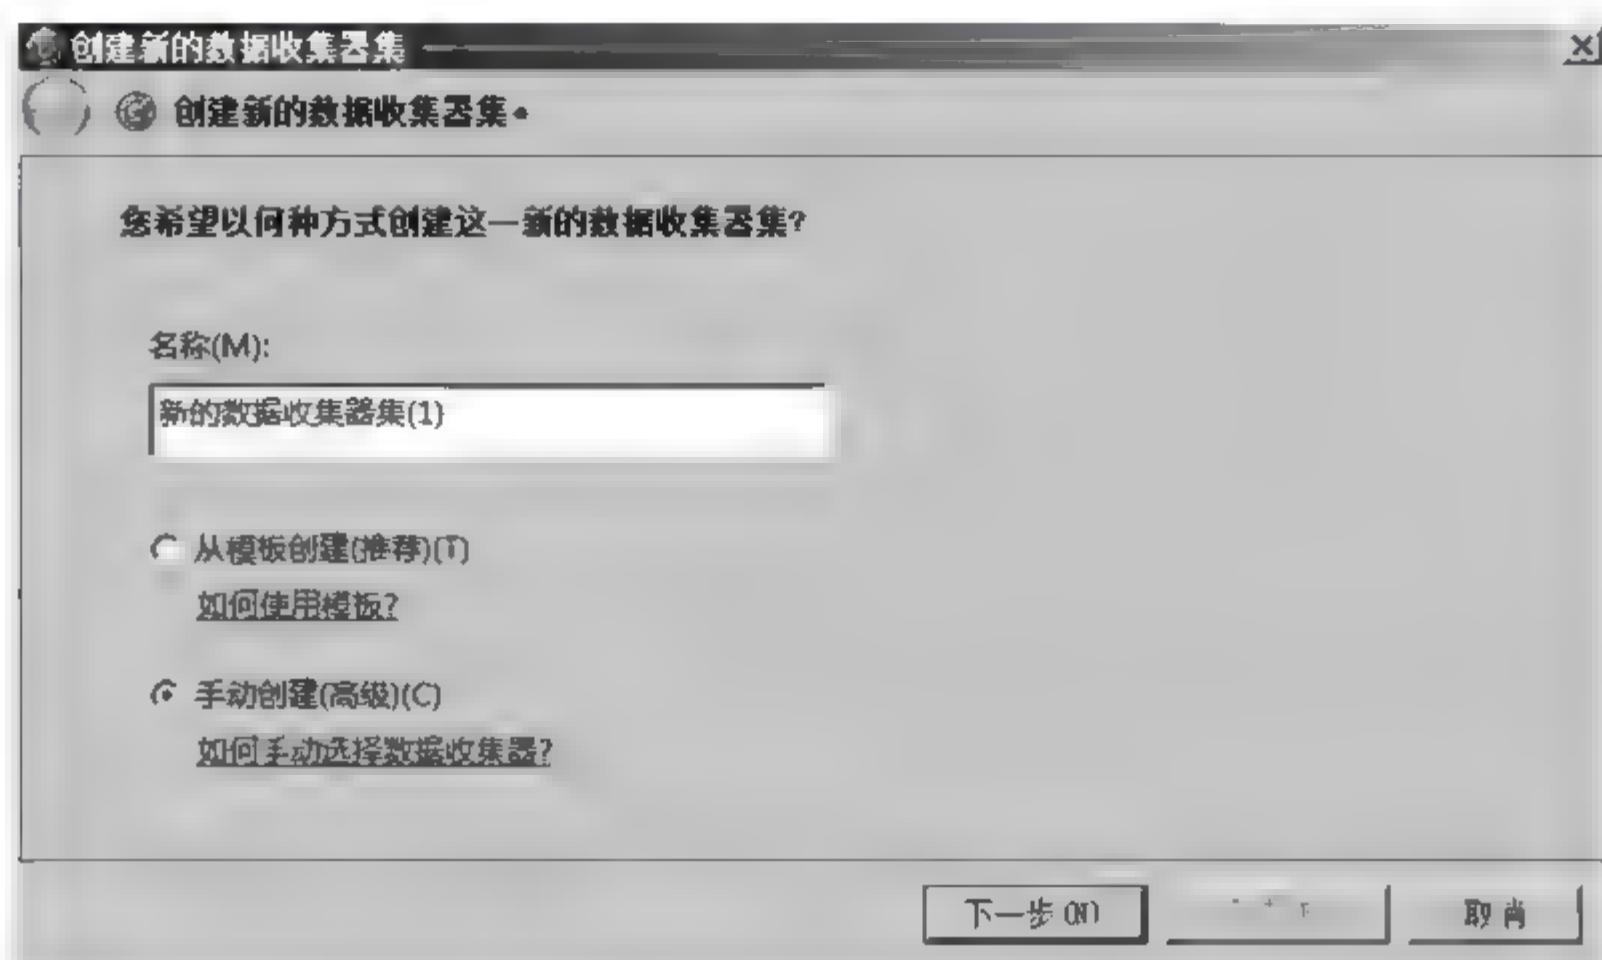 创建新的数据收集器集
创建新的数据收集器集。
您希望以何种方式创建这一新的数据收集器集?
名称(M):
新的数据收集器集(1)
从模板创建(推荐)(T)
如何使用模板?
手动创建(高级)(C)
如何手动选择数据收集器?
下一步(N)
取消